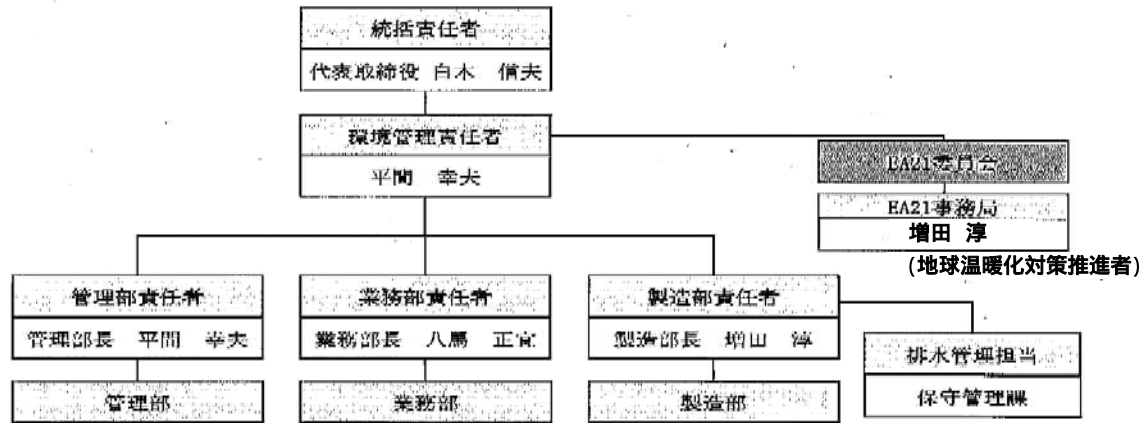 統括責任者
代表取締役 白木 信夫
環境管理責任者
平間 幸夫
EA21委員会
EA21事務局
増田 淳
(地球温暖化対策推進者)
管理部責任者
業務部責任者
製造部責任者
管理部長 平間 幸夫
業務部長 八鳥 正宜
製造部長 増田 淳
排水管理担当
保守管理課
管理部
業務部
製造部